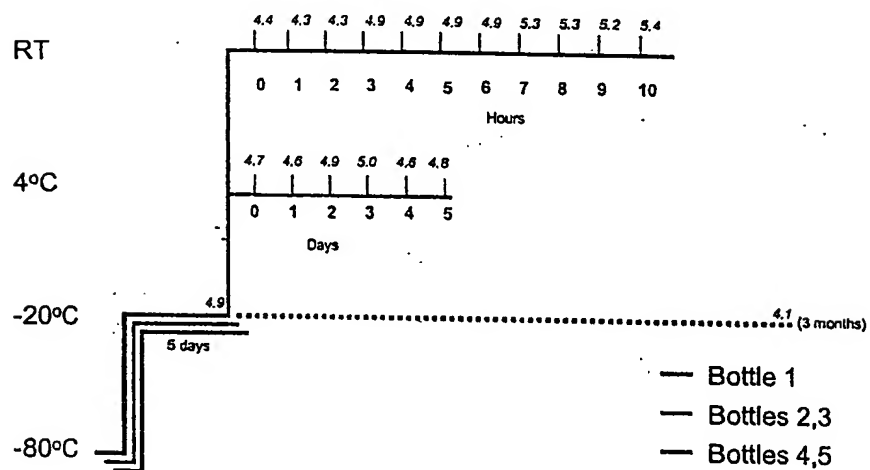 4.4 4.3 4.3 4.9 4.9 4.9 4.9 5.3 5.3 5.2 5.4
RT
0 1 2 3 4 5 6 7 8 9 10
Hours
4.7 4.6 4.9 5.0 4.6 4.8
4°C
0 1 2 3 4 5
Days
4.9
4.1
-20°C
(3 months)
5 days
Bottle 1
Bottles 2,3
-80°C
Bottles 4,5